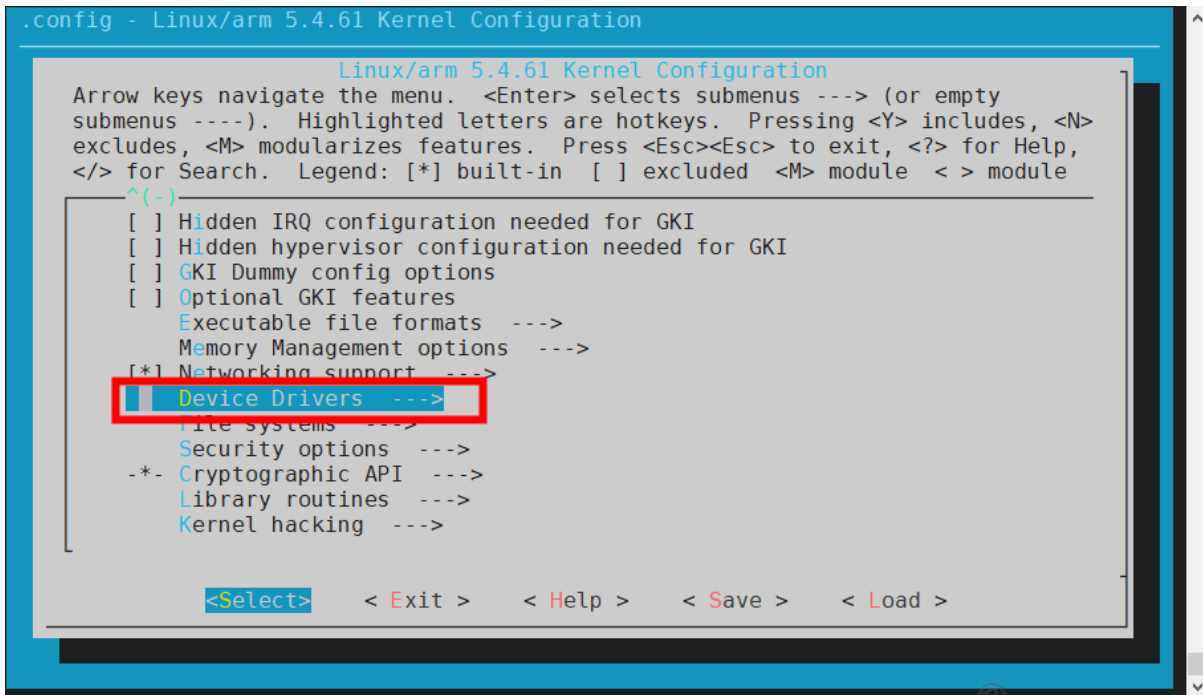 .config - Linux/arm 5.4.61 Kernel Configuration
Linux/arm 5.4.61 Kernel Configuration
Arrow keys navigate the menu.  <Enter> selects submenus ---> (or empty
submenus ----).  Highlighted letters are hotkeys.  Pressing <Y> includes, <N>
excludes, <M> modularizes features.  Press <Esc><Esc> to exit, <?> for Help,
</> for Search.  Legend: [*] built-in  [ ] excluded  <M> module  < > module
^(-)
[ ] Hidden IRQ configuration needed for GKI
[ ] Hidden hypervisor configuration needed for GKI
[ ] GKI Dummy config options
[ ] Optional GKI features
Executable file formats  --->
Memory Management options  --->
[*] Networking support  --->
Device Drivers  --->
File systems  --->
Security options  --->
-*- Cryptographic API  --->
Library routines  --->
Kernel hacking  --->
<Select>    < Exit >    < Help >    < Save >    < Load >